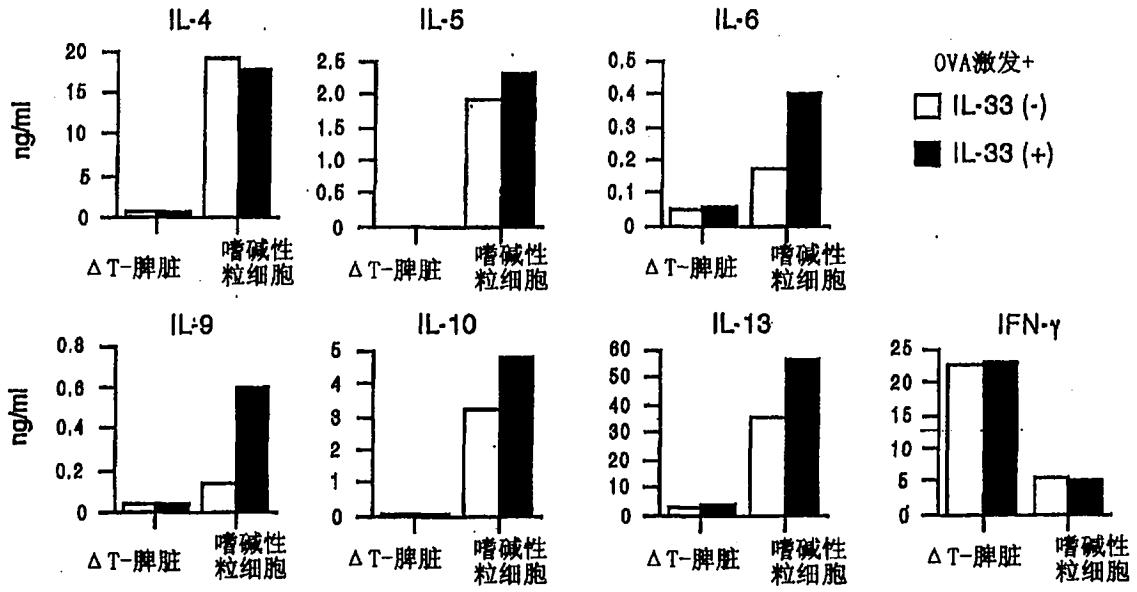 IL-4
IL-5
IL-6
OVA激发+
IL-33 (-)
IL-33 (+)
ng/ml
20
15
10
5
0
2.5
2.0
1.5
1.0
0.5
0
0.5
0.4
0.3
0.2
0.1
0
ΔT-脾脏
嗜碱性
粒细胞
ΔT-脾脏
嗜碱性
粒细胞
ΔT-脾脏
嗜碱性
粒细胞
IL-9
IL-10
IL-13
IFN-γ
ng/ml
0.8
0.6
0.4
0.2
0
5
4
3
2
1
0
60
50
40
30
20
10
0
25
20
15
10
5
0
ΔT-脾脏
嗜碱性
粒细胞
ΔT-脾脏
嗜碱性
粒细胞
ΔT-脾脏
嗜碱性
粒细胞
ΔT-脾脏
嗜碱性
粒细胞